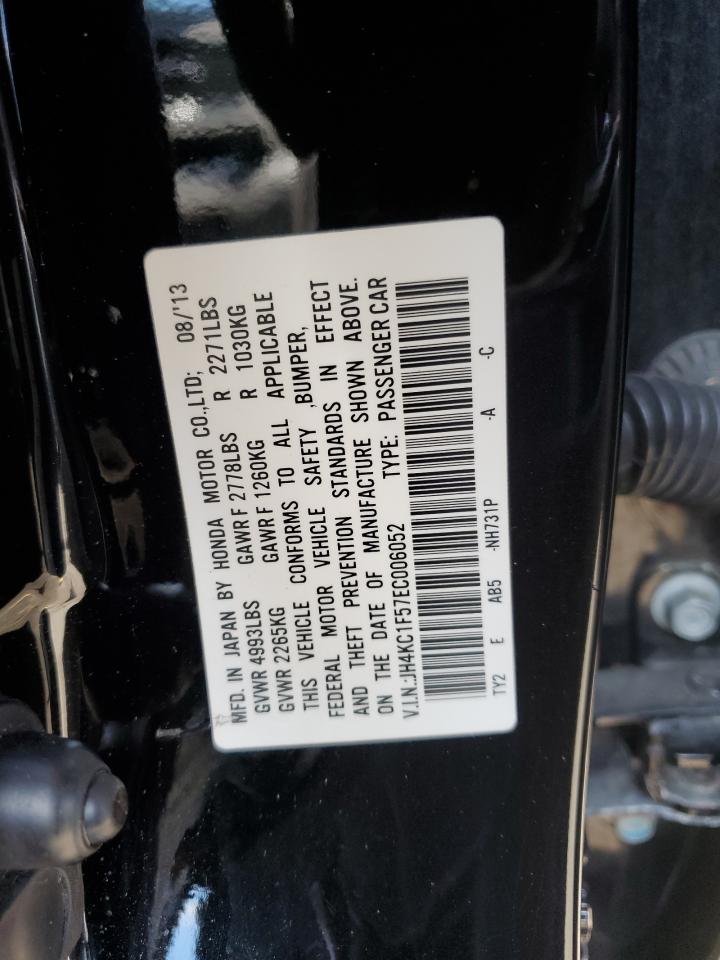 MFD. IN JAPAN BY HONDA MOTOR CO.,LTD; 08/'13
GVWR 4993LBS GAWR F 2778LBS R 2271LBS
GVWR 2265KG GAWR F 1260KG R 1030KG
THIS VEHICLE CONFORMS TO ALL APPLICABLE
FEDERAL MOTOR VEHICLE SAFETY ,BUMPER,
AND THEFT PREVENTION STANDARDS IN EFFECT
ON THE DATE OF MANUFACTURE SHOWN ABOVE.
V.I.N.:JH4KC1F57EC006052 TYPE: PASSENGER CAR
TY2 E AB5 -NH731P -A -C